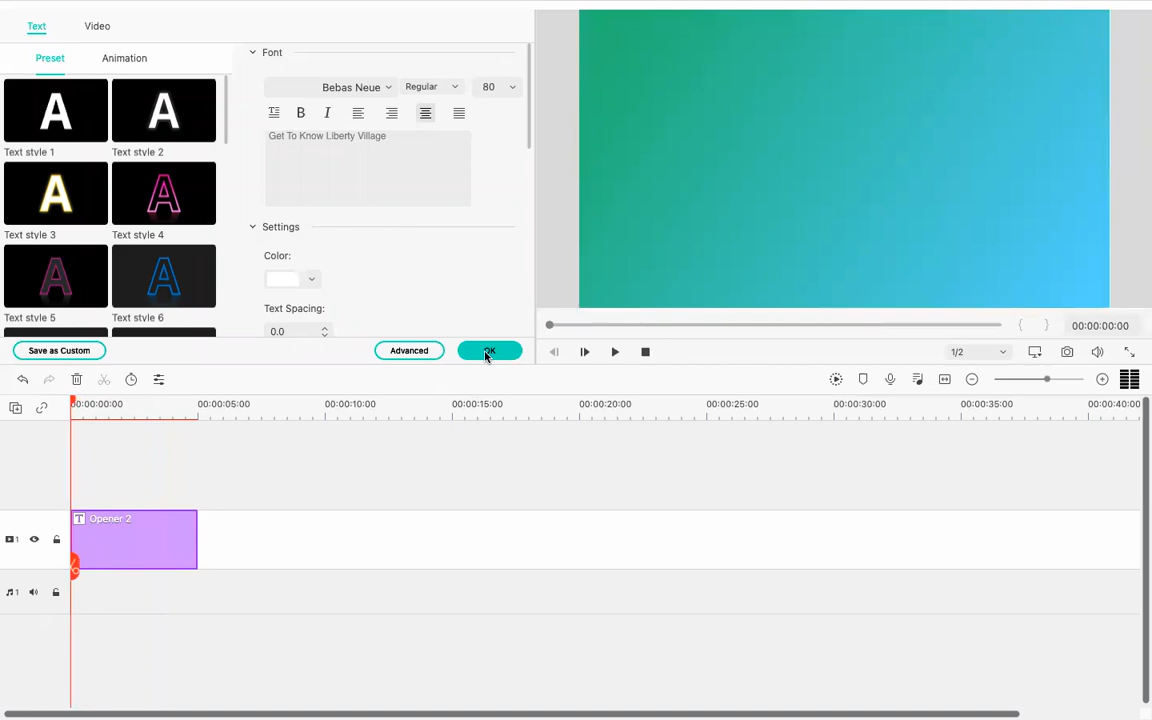 Text Video
Preset Animation
A A
Text style 1 Text style 2
A A
Text style 3 Text style 4
A A
Text style 5 Text style 6
Font
Bebas Neue Regular 80
B I
Get To Know Liberty Village
Settings
Color:
Text Spacing:
0.0
Save as Custom Advanced OK
00:00:00:00
1/2
00:00:00:00 00:00:05:00 00:00:10:00 00:00:15:00 00:00:20:00 00:00:25:00 00:00:30:00 00:00:35:00 00:00:40:00
1 T Opener 2
1